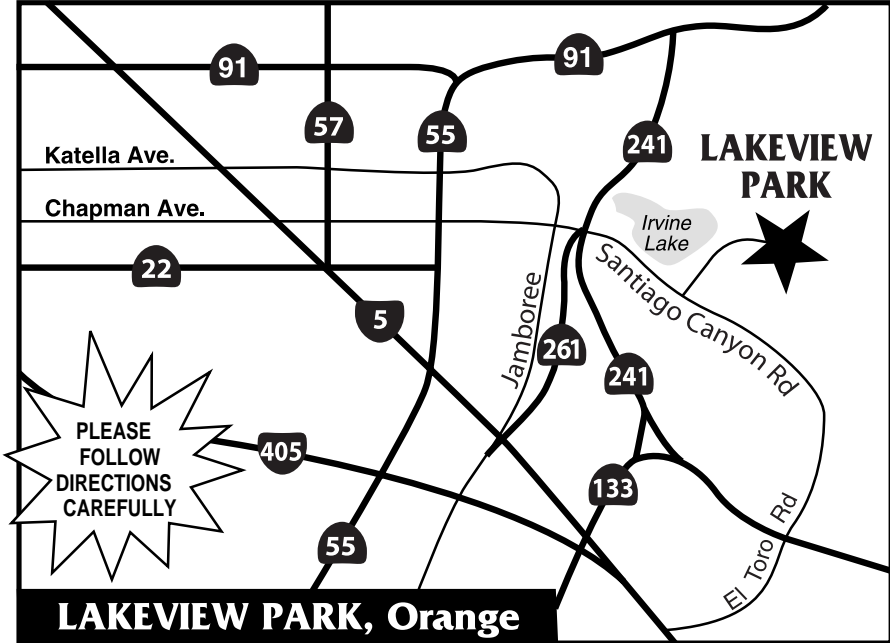 91
91
57
55
241
LAKEVIEW
PARK
Katella Ave.
Chapman Ave.
Irvine
Lake
22
Santiago Canyon Rd
5
Jamboree
261
241
PLEASE
FOLLOW
DIRECTIONS
CAREFULLY
405
133
55
El Toro Rd
LAKEVIEW PARK, Orange